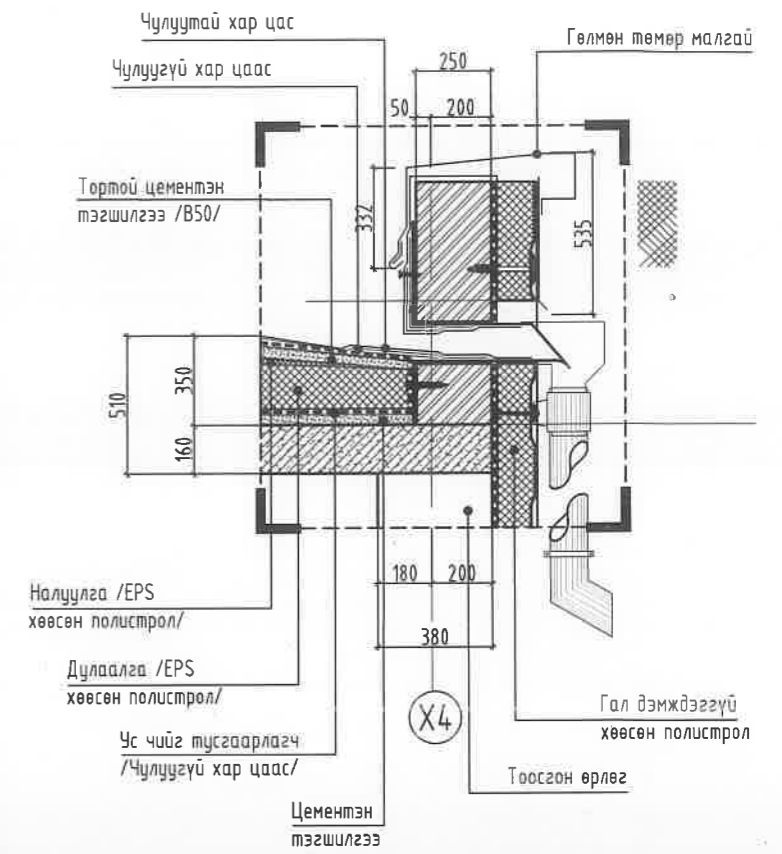 Чулуутай хар цас
Гөлмөн төмөр малгай
250
Чулуугүй хар цаас
50
200
Тортой цементэн
тэгшилгээ /В50/
332
535
510
350
160
180
200
Налуулга /EPS
хөөсөн полистрол/
380
Дулаалга /EPS
хөөсөн полистрол/
X4
Гал дэмждэггүй
хөөсөн полистрол
Ус чийг тусгаарлагч
/Чулуугүй хар цаас/
Тоосгон өрлөг
Цементэн
тэгшилгээ